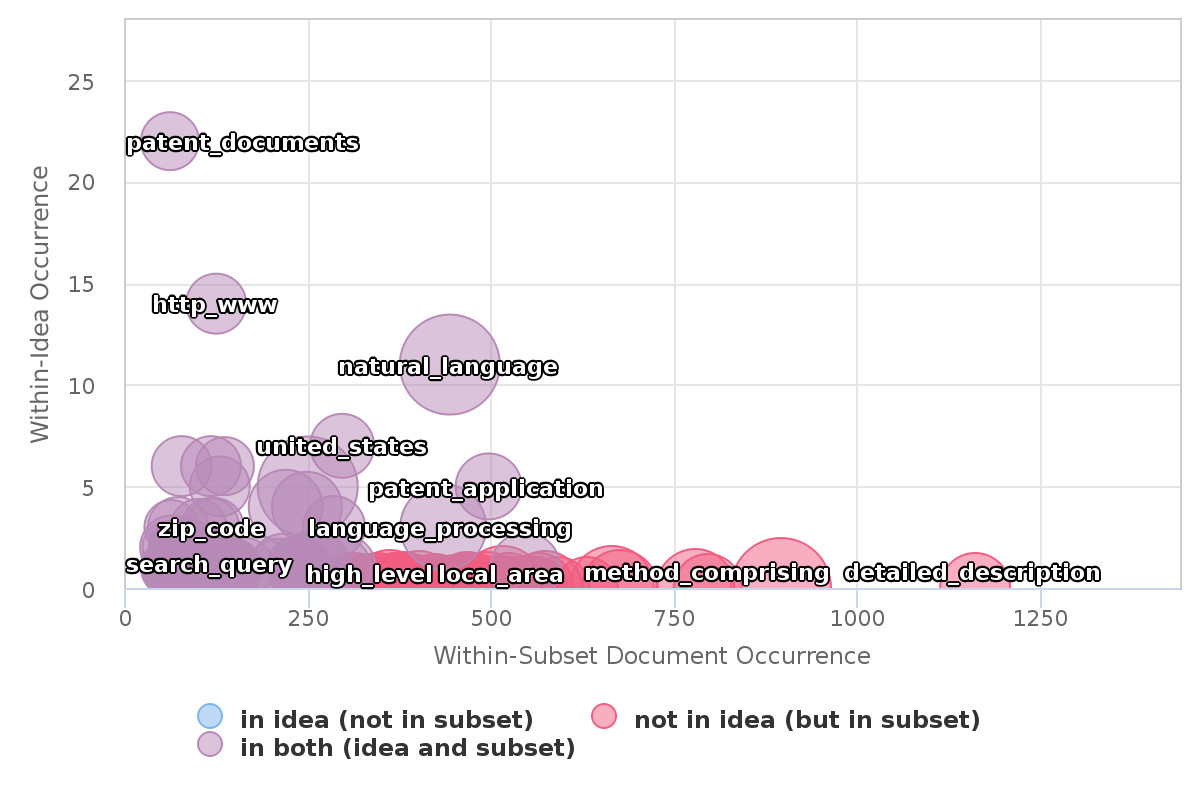 25
20
15
10
5
0
Within-Idea Occurrence
patent_documents
http_www
natural_language
united_states
patent_application
zip_code
language_processing
search_query
high_level
local_area
method_comprising
detailed_description
0 250 500 750 1000 1250
Within-Subset Document Occurrence
in idea (not in subset)
not in idea (but in subset)
in both (idea and subset)